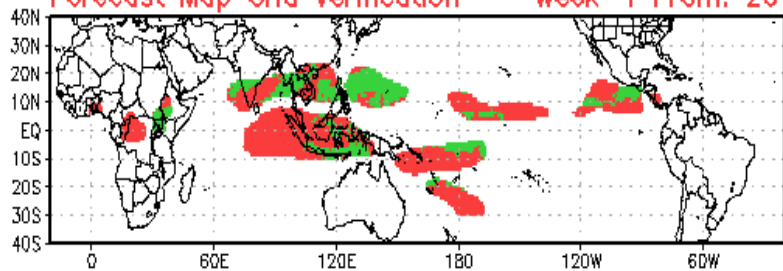 Forecast Map and Verification Week 1 From: 20
40N
30N
20N
10N
EQ
10S
20S
30S
40S
0 60E 120E 180 120W 60W